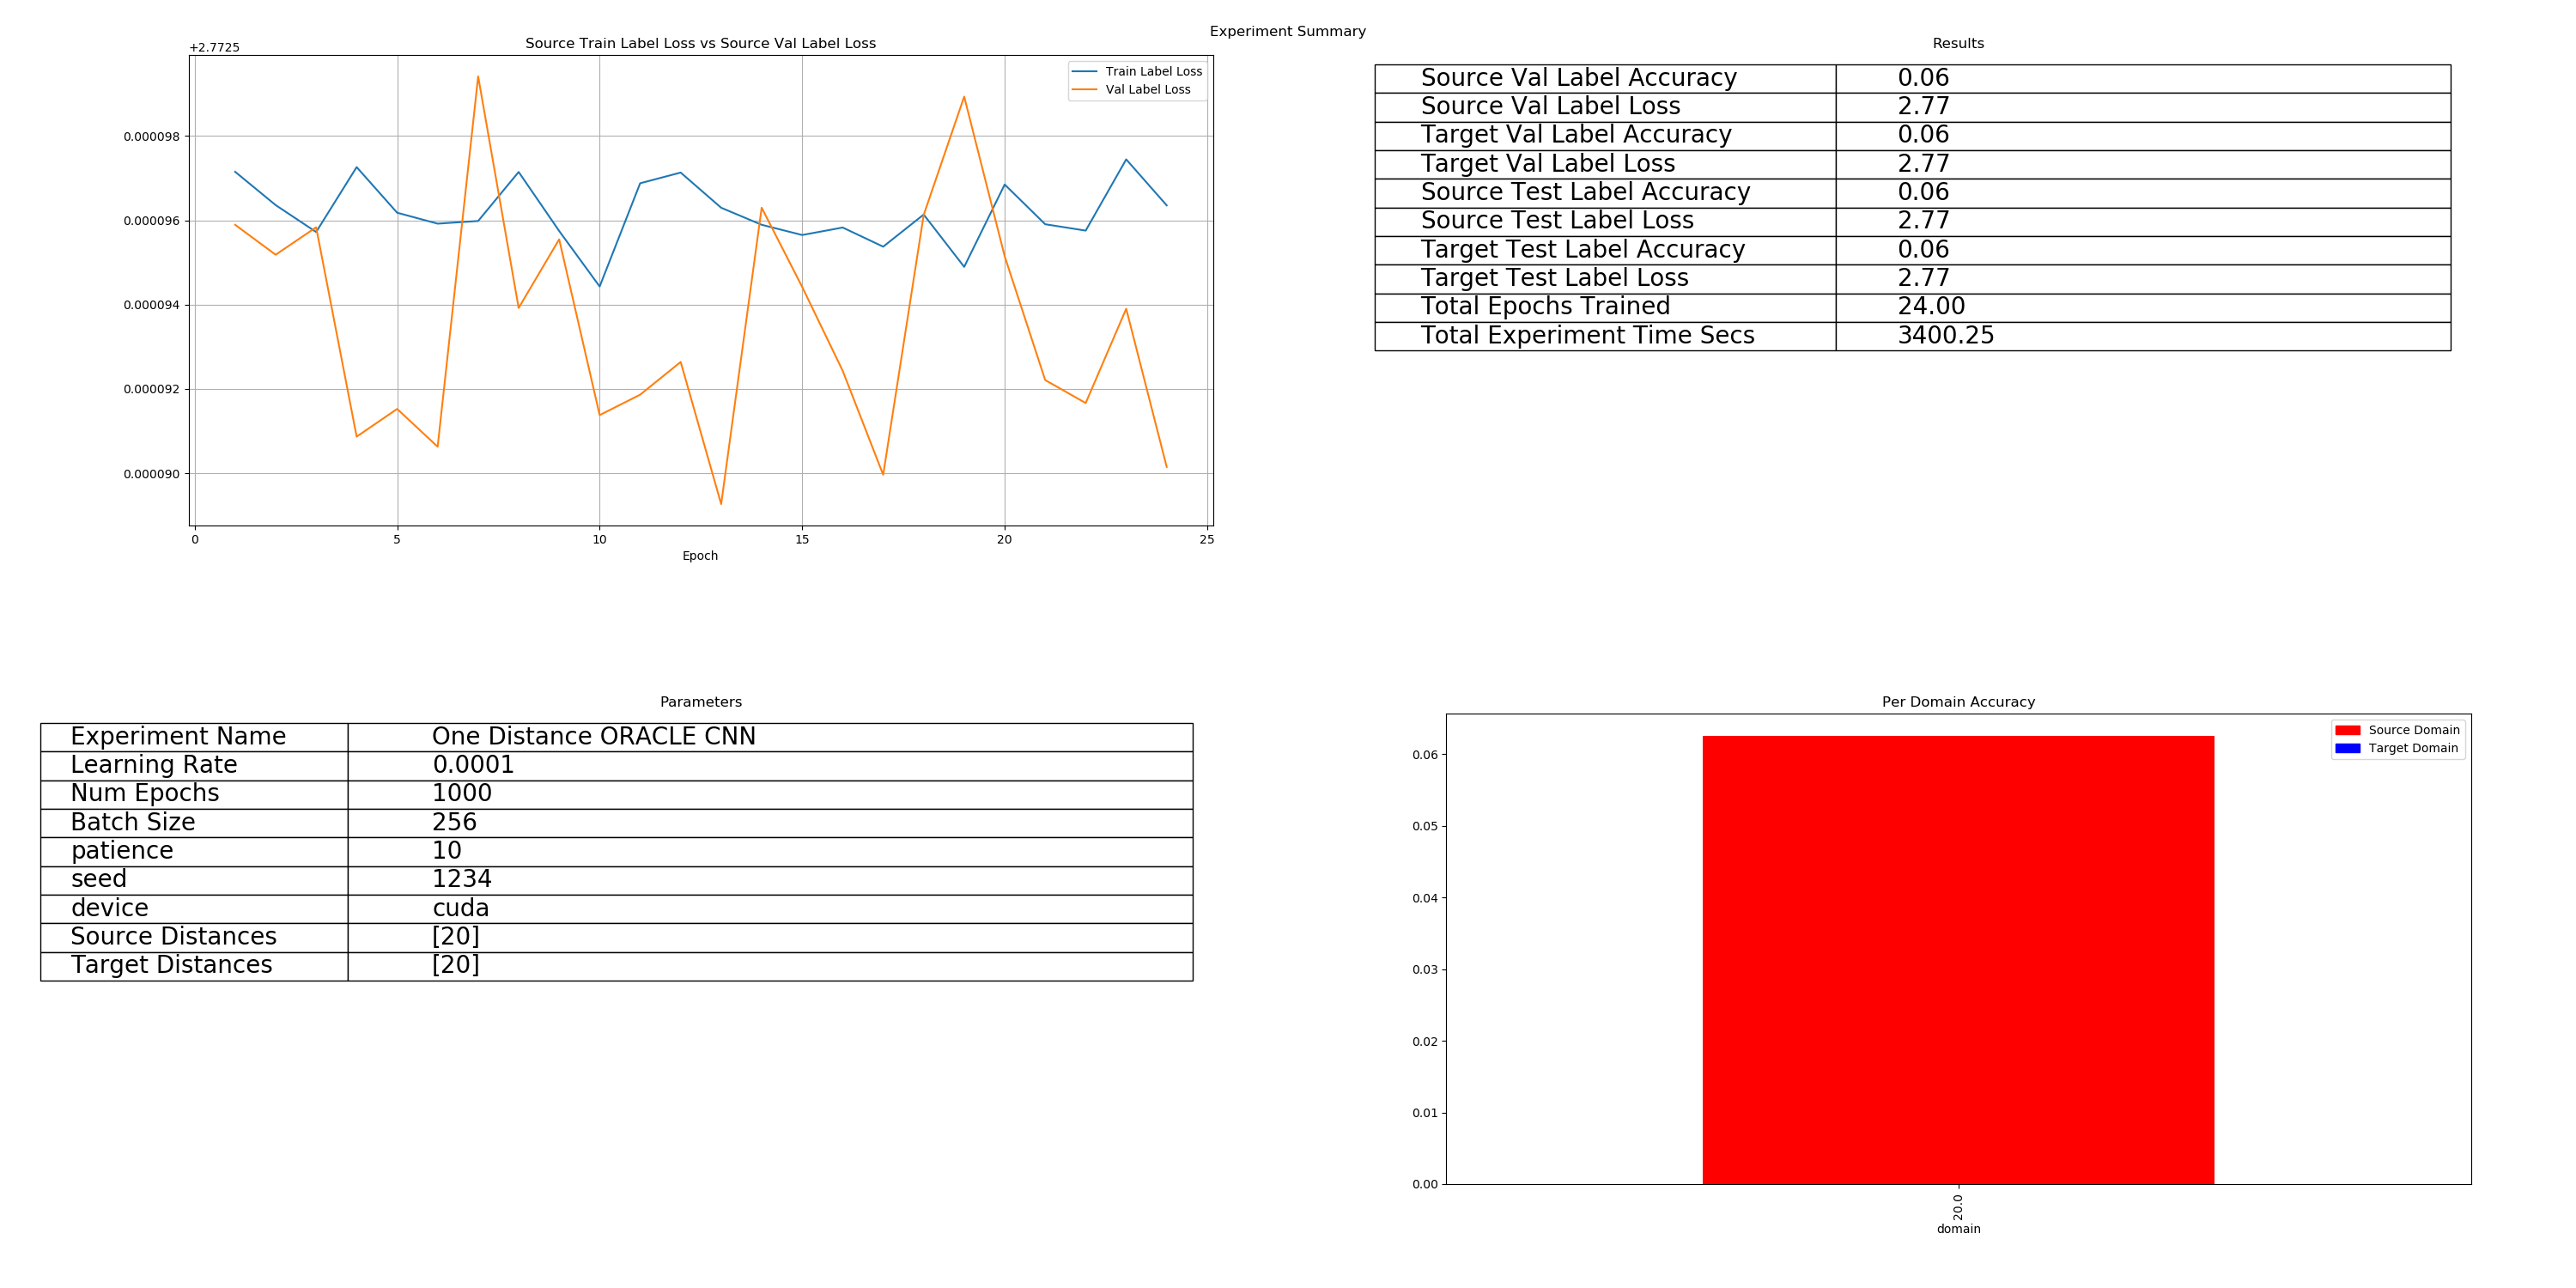 Experiment Summary
Source Train Label Loss vs Source Val Label Loss
+2.7725
Train Label Loss
Val Label Loss
0.000098
0.000096
0.000094
0.000092
0.000090
0 5 10 15 20 25
Epoch
Results
Source Val Label Accuracy 0.06
Source Val Label Loss 2.77
Target Val Label Accuracy 0.06
Target Val Label Loss 2.77
Source Test Label Accuracy 0.06
Source Test Label Loss 2.77
Target Test Label Accuracy 0.06
Target Test Label Loss 2.77
Total Epochs Trained 24.00
Total Experiment Time Secs 3400.25
Parameters
Experiment Name One Distance ORACLE CNN
Learning Rate 0.0001
Num Epochs 1000
Batch Size 256
patience 10
seed 1234
device cuda
Source Distances [20]
Target Distances [20]
Per Domain Accuracy
Source Domain
Target Domain
0.06
0.05
0.04
0.03
0.02
0.01
0.00
20.0
domain